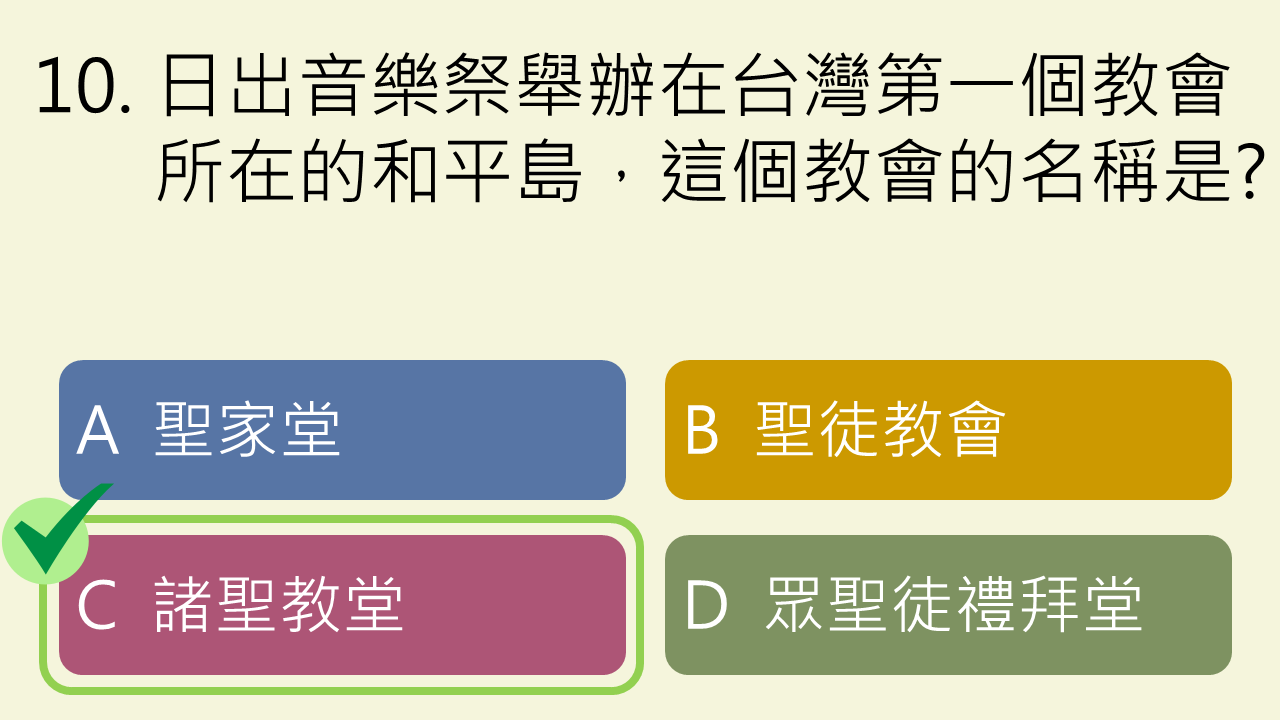 10. 日出音樂祭舉辦在台灣第一個教會
所在的和平島，這個教會的名稱是?
A 聖家堂
B 聖徒教會
C 諸聖教堂
D 眾聖徒禮拜堂